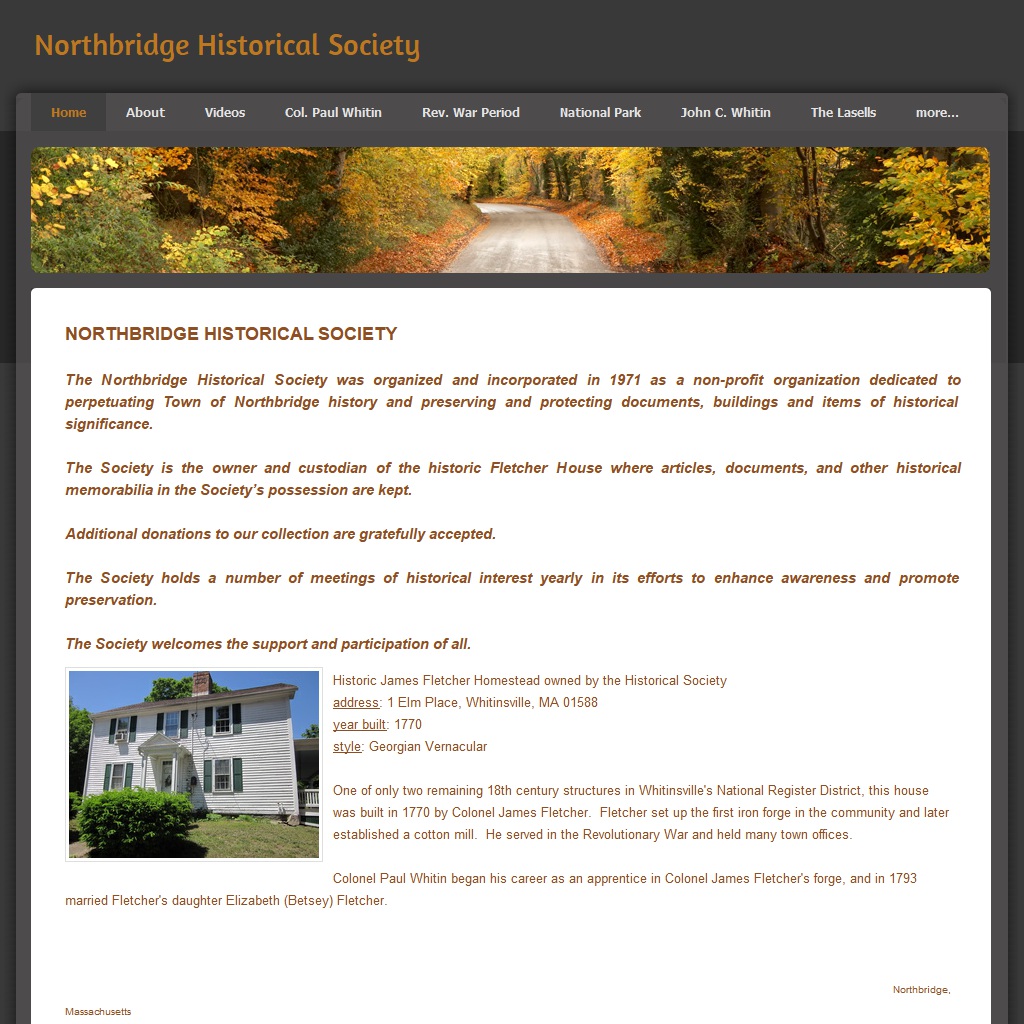 Northbridge Historical Society
Home About Videos Col. Paul Whitin Rev. War Period National Park John C. Whitin The Lasells more...
NORTHBRIDGE HISTORICAL SOCIETY
The Northbridge Historical Society was organized and incorporated in 1971 as a non-profit organization dedicated to
perpetuating Town of Northbridge history and preserving and protecting documents, buildings and items of historical
significance.
The Society is the owner and custodian of the historic Fletcher House where articles, documents, and other historical
memorabilia in the Society’s possession are kept.
Additional donations to our collection are gratefully accepted.
The Society holds a number of meetings of historical interest yearly in its efforts to enhance awareness and promote
preservation.
The Society welcomes the support and participation of all.
Historic James Fletcher Homestead owned by the Historical Society
address: 1 Elm Place, Whitinsville, MA 01588
year built: 1770
style: Georgian Vernacular
One of only two remaining 18th century structures in Whitinsville's National Register District, this house
was built in 1770 by Colonel James Fletcher.  Fletcher set up the first iron forge in the community and later
established a cotton mill.  He served in the Revolutionary War and held many town offices.
Colonel Paul Whitin began his career as an apprentice in Colonel James Fletcher's forge, and in 1793
married Fletcher's daughter Elizabeth (Betsey) Fletcher.
Northbridge,
Massachusetts